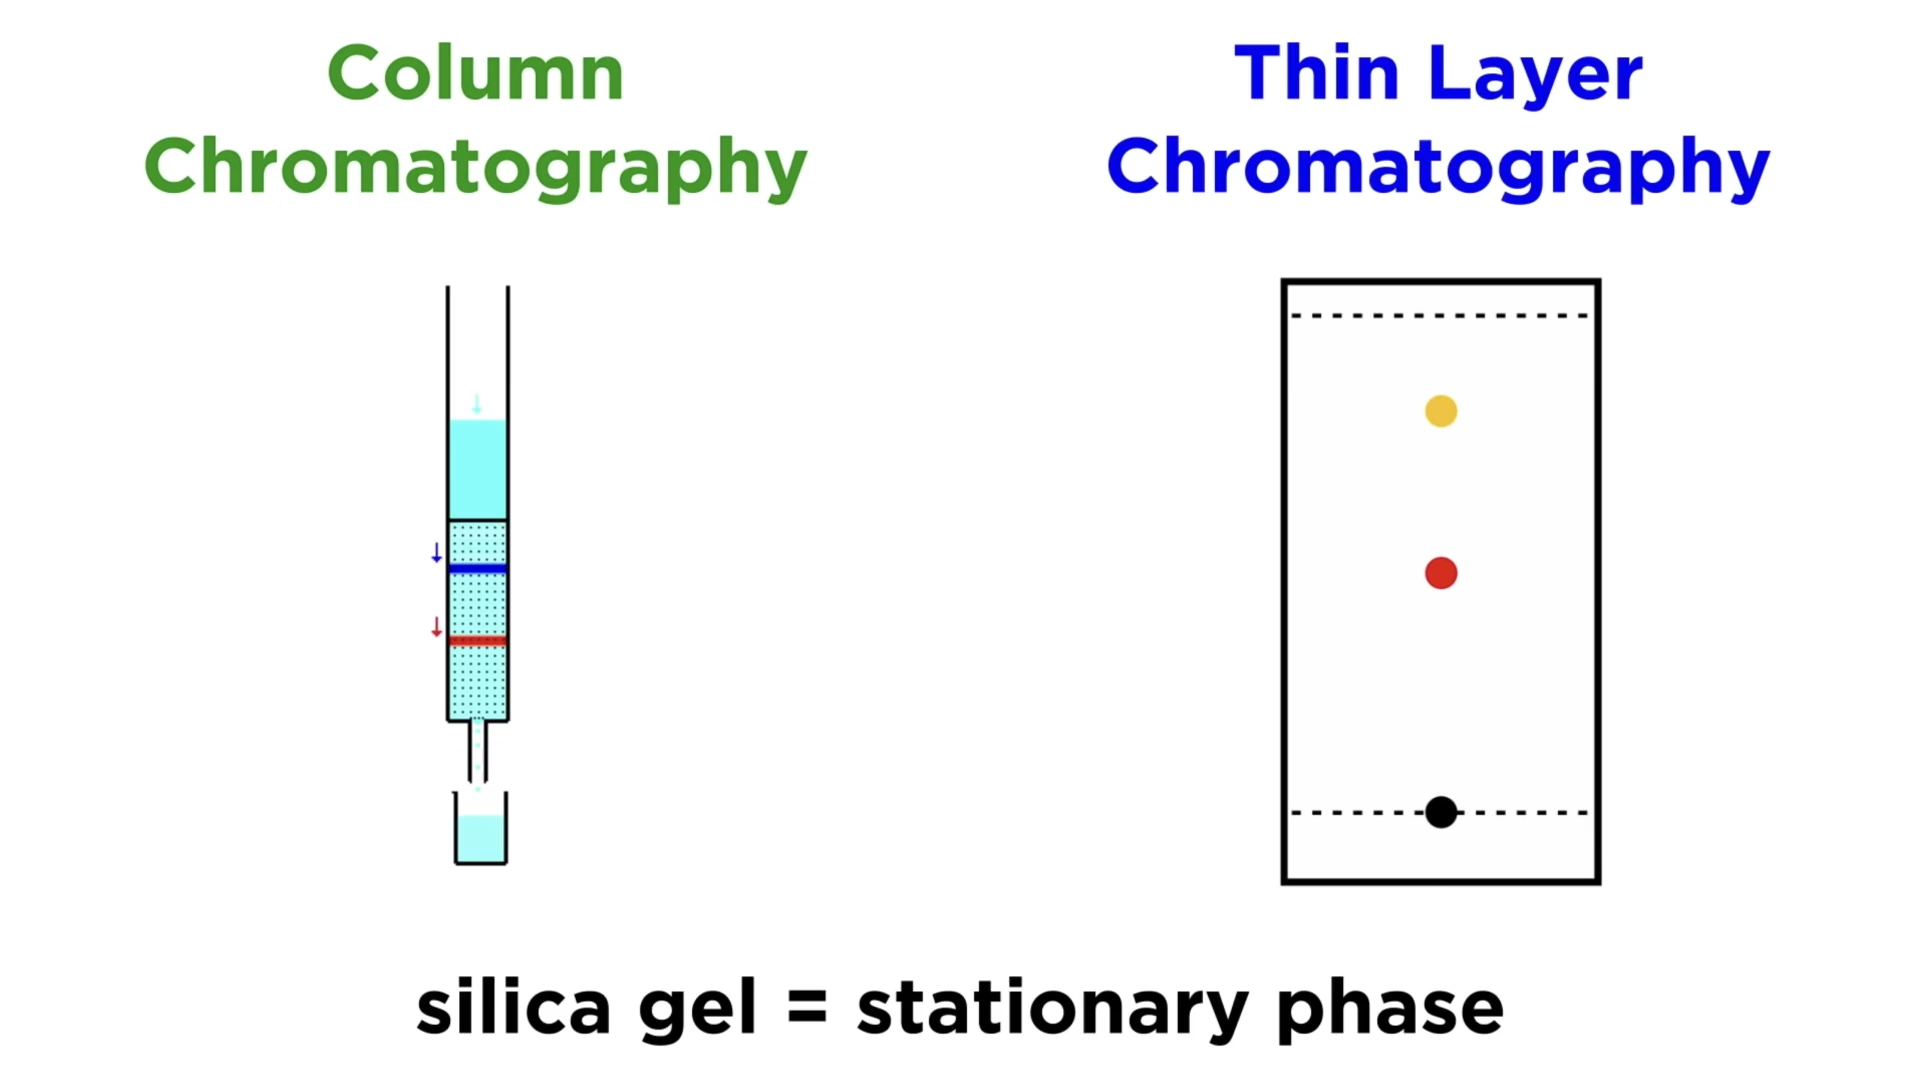 Column
Chromatography
Thin Layer
Chromatography
silica gel = stationary phase